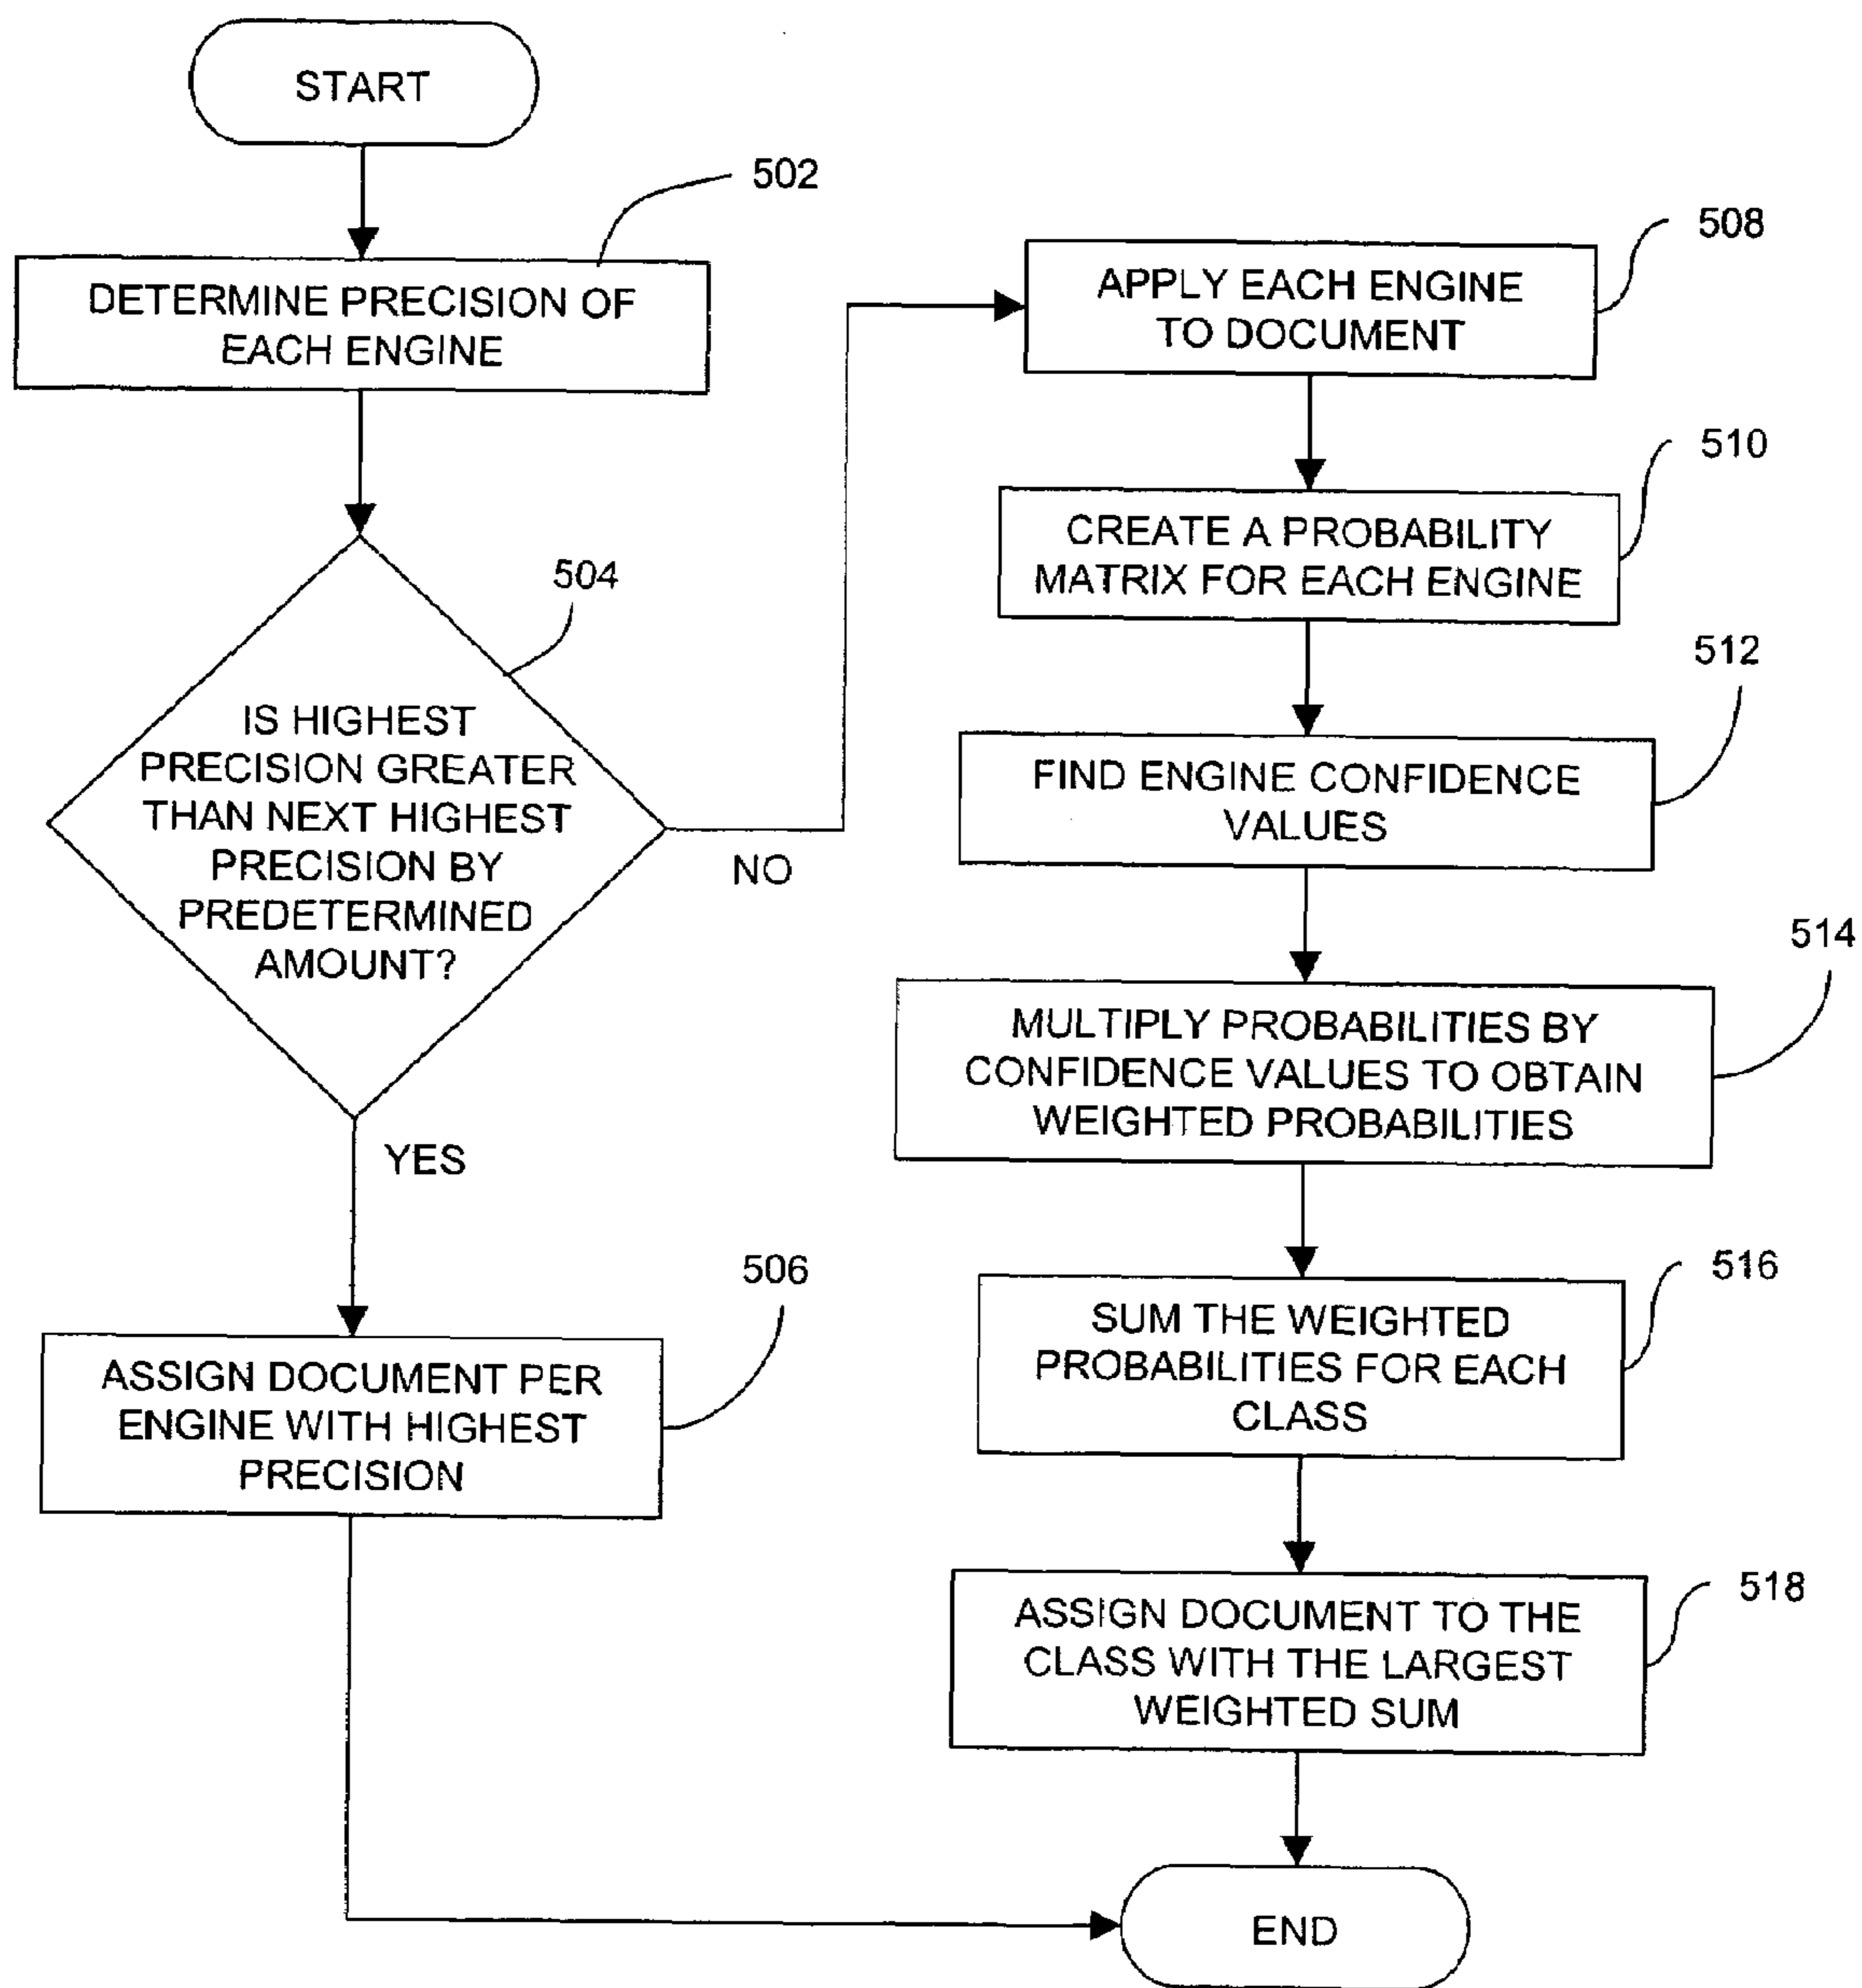 START
502
DETERMINE PRECISION OF
EACH ENGINE
504
IS HIGHEST
PRECISION GREATER
THAN NEXT HIGHEST
PRECISION BY
PREDETERMINED
AMOUNT?
NO
YES
506
ASSIGN DOCUMENT PER
ENGINE WITH HIGHEST
PRECISION
508
APPLY EACH ENGINE
TO DOCUMENT
510
CREATE A PROBABILITY
MATRIX FOR EACH ENGINE
512
FIND ENGINE CONFIDENCE
VALUES
514
MULTIPLY PROBABILITIES BY
CONFIDENCE VALUES TO OBTAIN
WEIGHTED PROBABILITIES
516
SUM THE WEIGHTED
PROBABILITIES FOR EACH
CLASS
518
ASSIGN DOCUMENT TO THE
CLASS WITH THE LARGEST
WEIGHTED SUM
END